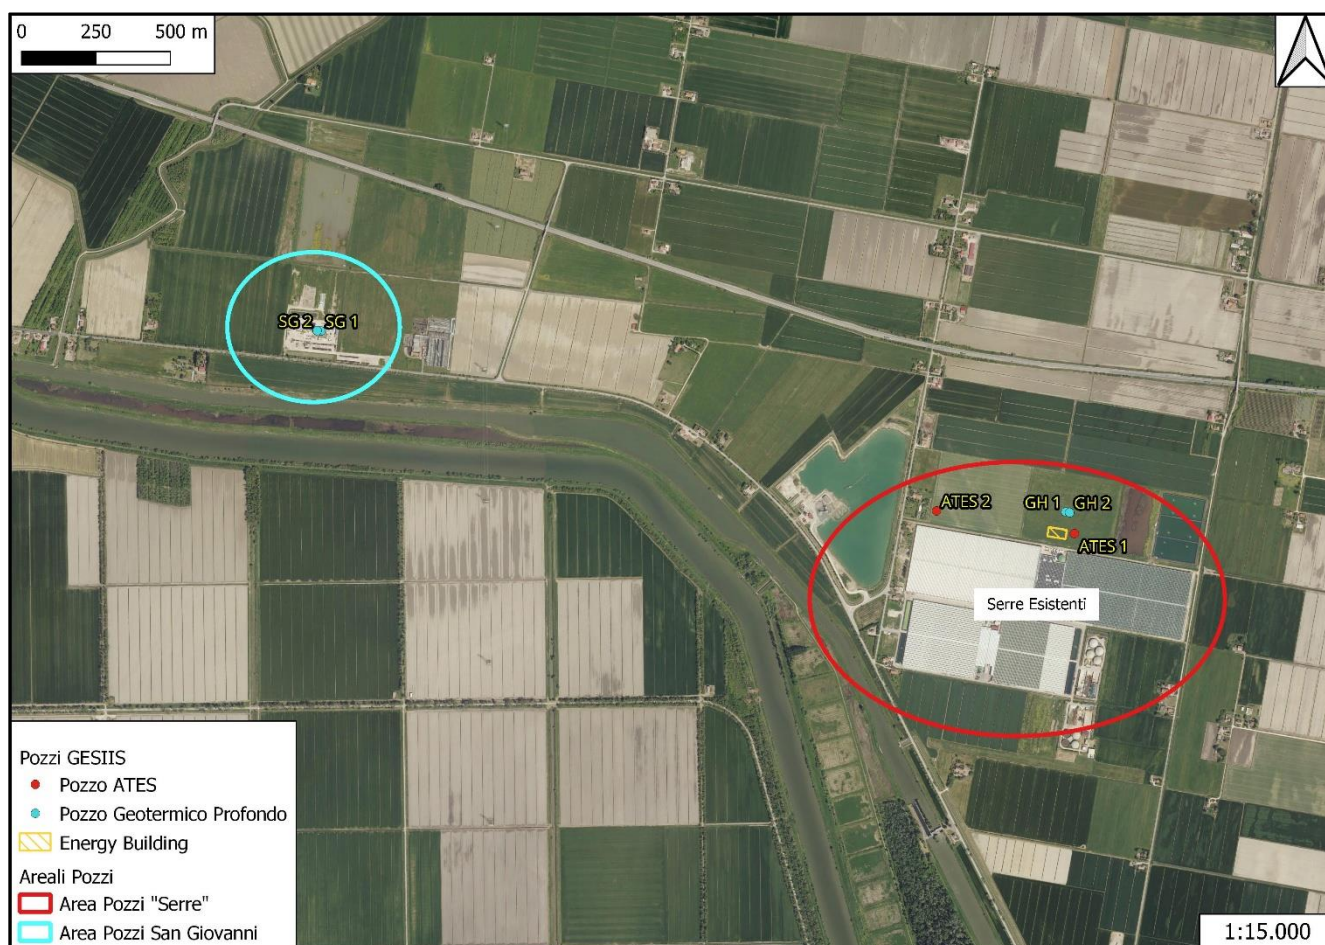 0 250 500 m
SG 2 SG 1
ATES 2
GH 1 GH 2
ATES 1
Serre Esistenti
Pozzi GESIIS
Pozzo ATES
Pozzo Geotermico Profondo
Energy Building
Areali Pozzi
Area Pozzi "Serre"
Area Pozzi San Giovanni
1:15.000